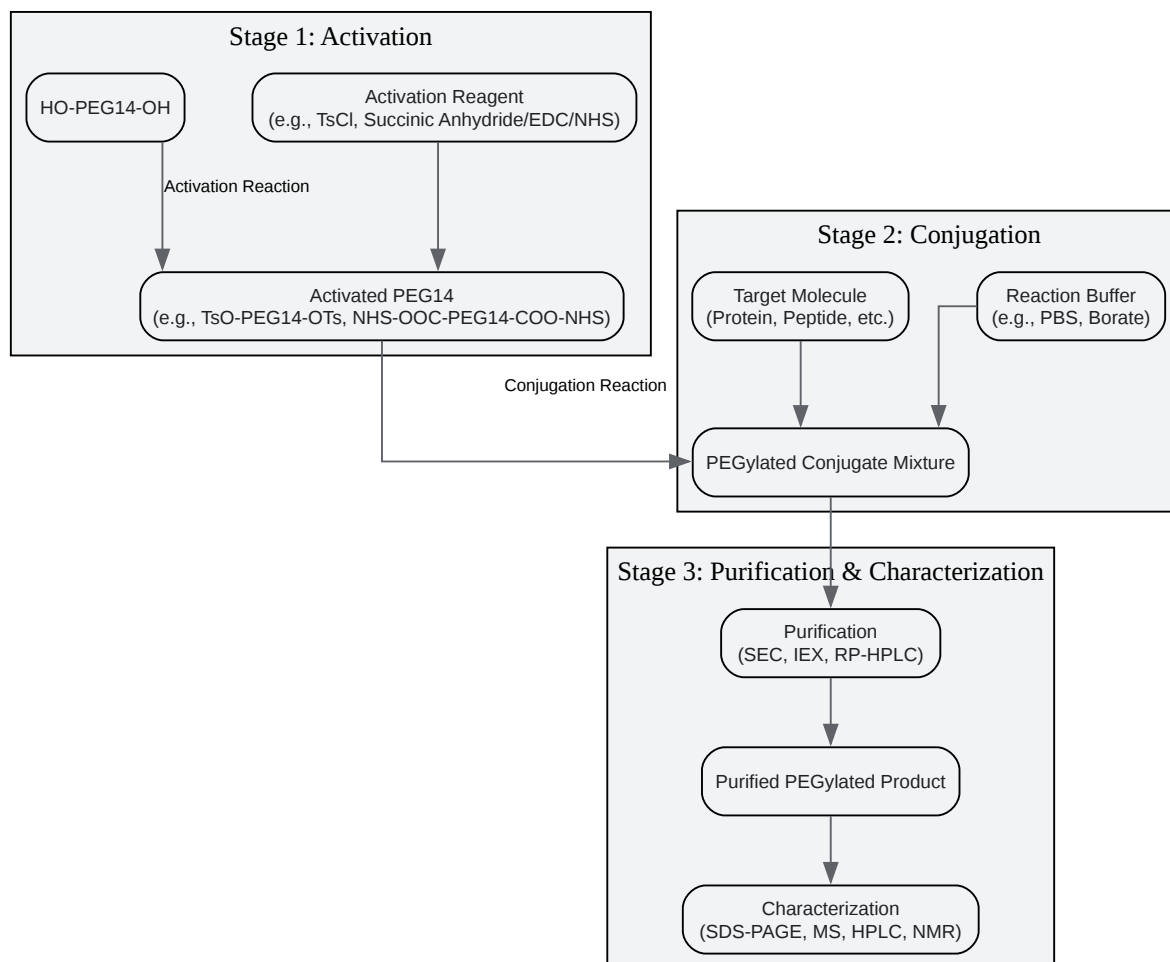 Stage 1: Activation
HO-PEG14-OH
Activation Reagent
(e.g., TsCl, Succinic Anhydride/EDC/NHS)
Activation Reaction
Activated PEG14
(e.g., TsO-PEG14-OTs, NHS-OOC-PEG14-COO-NHS)
Stage 2: Conjugation
Target Molecule
(Protein, Peptide, etc.)
Reaction Buffer
(e.g., PBS, Borate)
Conjugation Reaction
PEGylated Conjugate Mixture
Stage 3: Purification & Characterization
Purification
(SEC, IEX, RP-HPLC)
Purified PEGylated Product
Characterization
(SDS-PAGE, MS, HPLC, NMR)